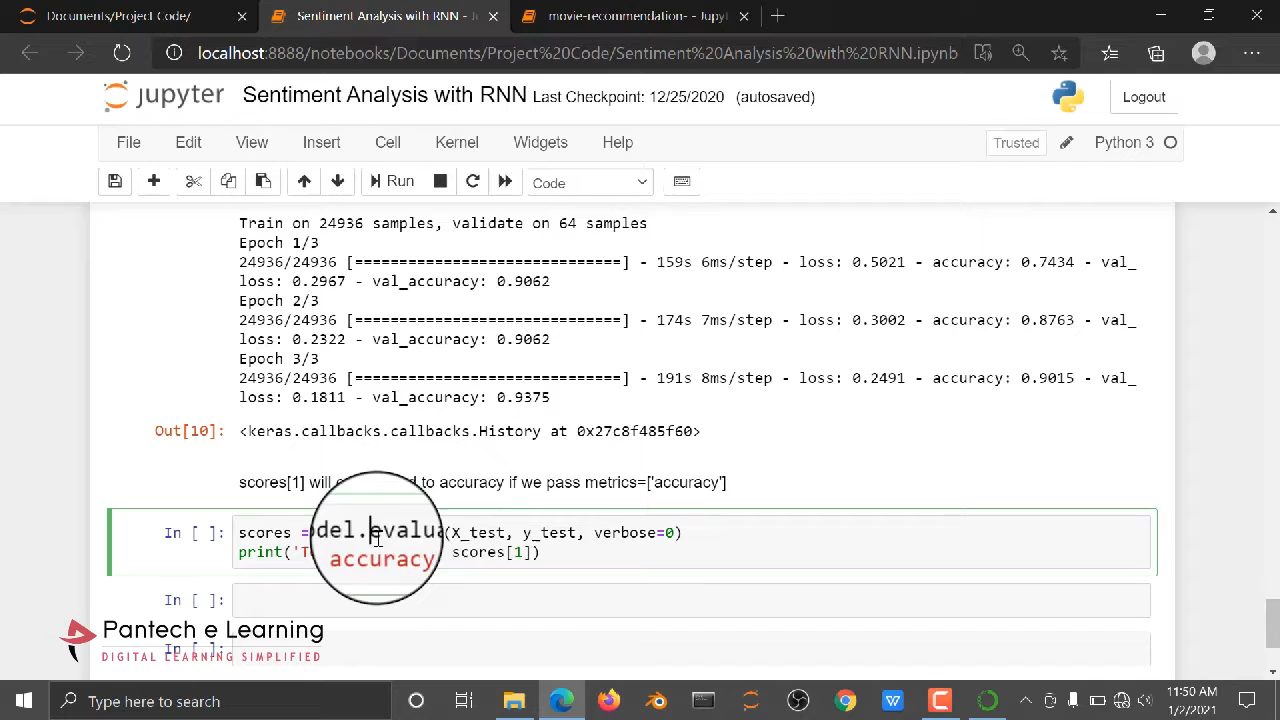 Documents/Project Code/
Sentiment Analysis with RNN -
movie-recommendation- - Jupyt
localhost:8888/notebooks/Documents/Project%20Code/Sentiment%20Analysis%20with%20RNN.ipynb
jupyter Sentiment Analysis with RNN Last Checkpoint: 12/25/2020 (autosaved)
Logout
File Edit View Insert Cell Kernel Widgets Help
Trusted Python 3
Run Code
Train on 24936 samples, validate on 64 samples
Epoch 1/3
24936/24936 [==============================] - 159s 6ms/step - loss: 0.5021 - accuracy: 0.7434 - val_
loss: 0.2967 - val_accuracy: 0.9062
Epoch 2/3
24936/24936 [==============================] - 174s 7ms/step - loss: 0.3002 - accuracy: 0.8763 - val_
loss: 0.2322 - val_accuracy: 0.9062
Epoch 3/3
24936/24936 [==============================] - 191s 8ms/step - loss: 0.2491 - accuracy: 0.9015 - val_
loss: 0.1811 - val_accuracy: 0.9375
Out[10]: <keras.callbacks.callbacks.History at 0x27c8f485f60>
scores[1] will to accuracy if we pass metrics=['accuracy']
In [ ]: scores = del.evalua (X_test, y_test, verbose=0)
print('T accuracy scores[1])
In [ ]:
In [ ]:
Pantech e Learning
DIGITAL LEARNING SIMPLIFIED
Type here to search
11:50 AM
1/2/2021